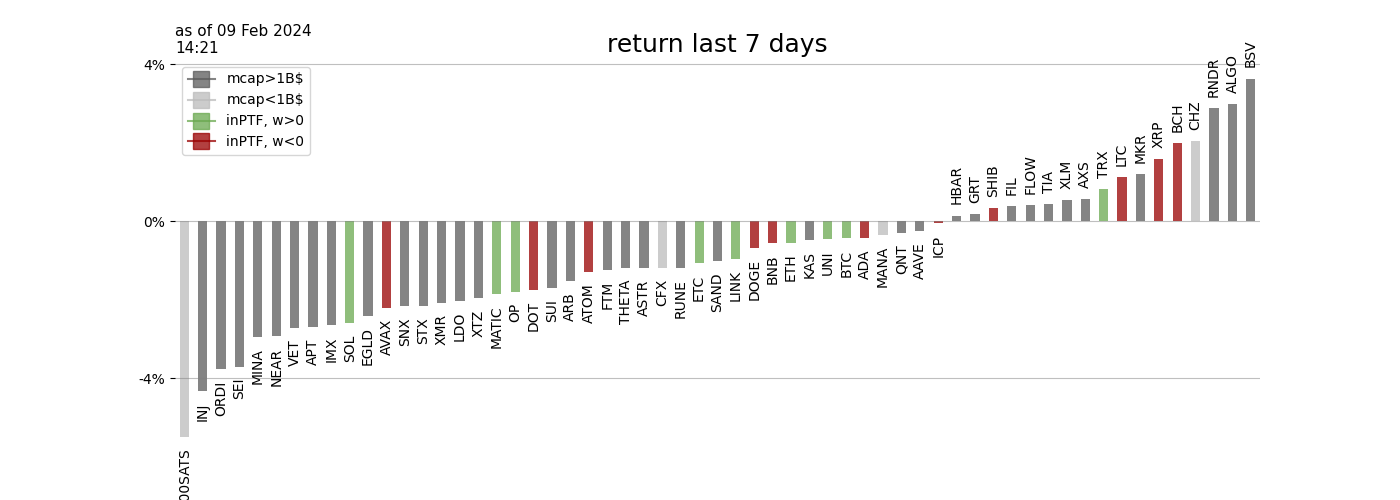 as of 09 Feb 2024
14:21
return last 7 days
4%
0%
-4%
mcap>1B$
mcap<1B$
inPTF, w>0
inPTF, w<0
00SATS
INJ
ORDI
SEI
MINA
NEAR
VET
APT
IMX
SOL
EGLD
AVAX
SNX
STX
XMR
LDO
XTZ
MATIC
OP
DOT
SUI
ARB
ATOM
FTM
THETA
ASTR
CFX
RUNE
ETC
SAND
LINK
DOGE
BNB
ETH
KAS
UNI
BTC
ADA
MANA
QNT
AAVE
ICP
HBAR
GRT
SHIB
FIL
FLOW
TIA
XLM
AXS
TRX
LTC
MKR
XRP
BCH
CHZ
RNDR
ALGO
BSV